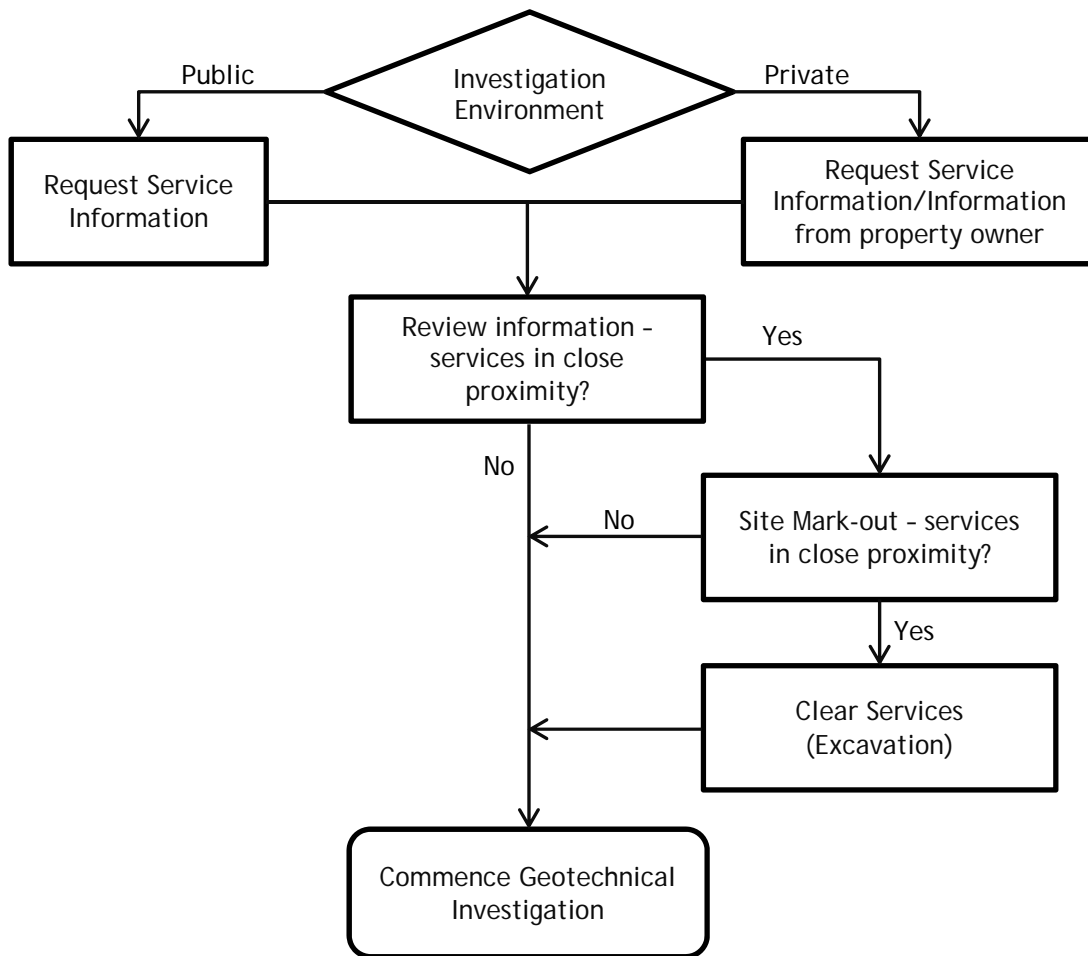 Public
Investigation
Environment
Private
Request Service
Information
Request Service
Information/Information
from property owner
Review information –
services in close
proximity?
Yes
No
No
Site Mark-out – services
in close proximity?
Yes
Clear Services
(Excavation)
Commence Geotechnical
Investigation